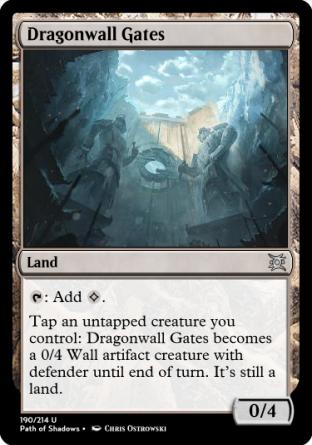 Dragonwall Gates
Land
: Add .
Tap an untapped creature you
control: Dragonwall Gates becomes
a 0/4 Wall artifact creature with
defender until end of turn. It's still a
land.
0/4
190/214 U
Path of Shadows • Chris Ostrowski